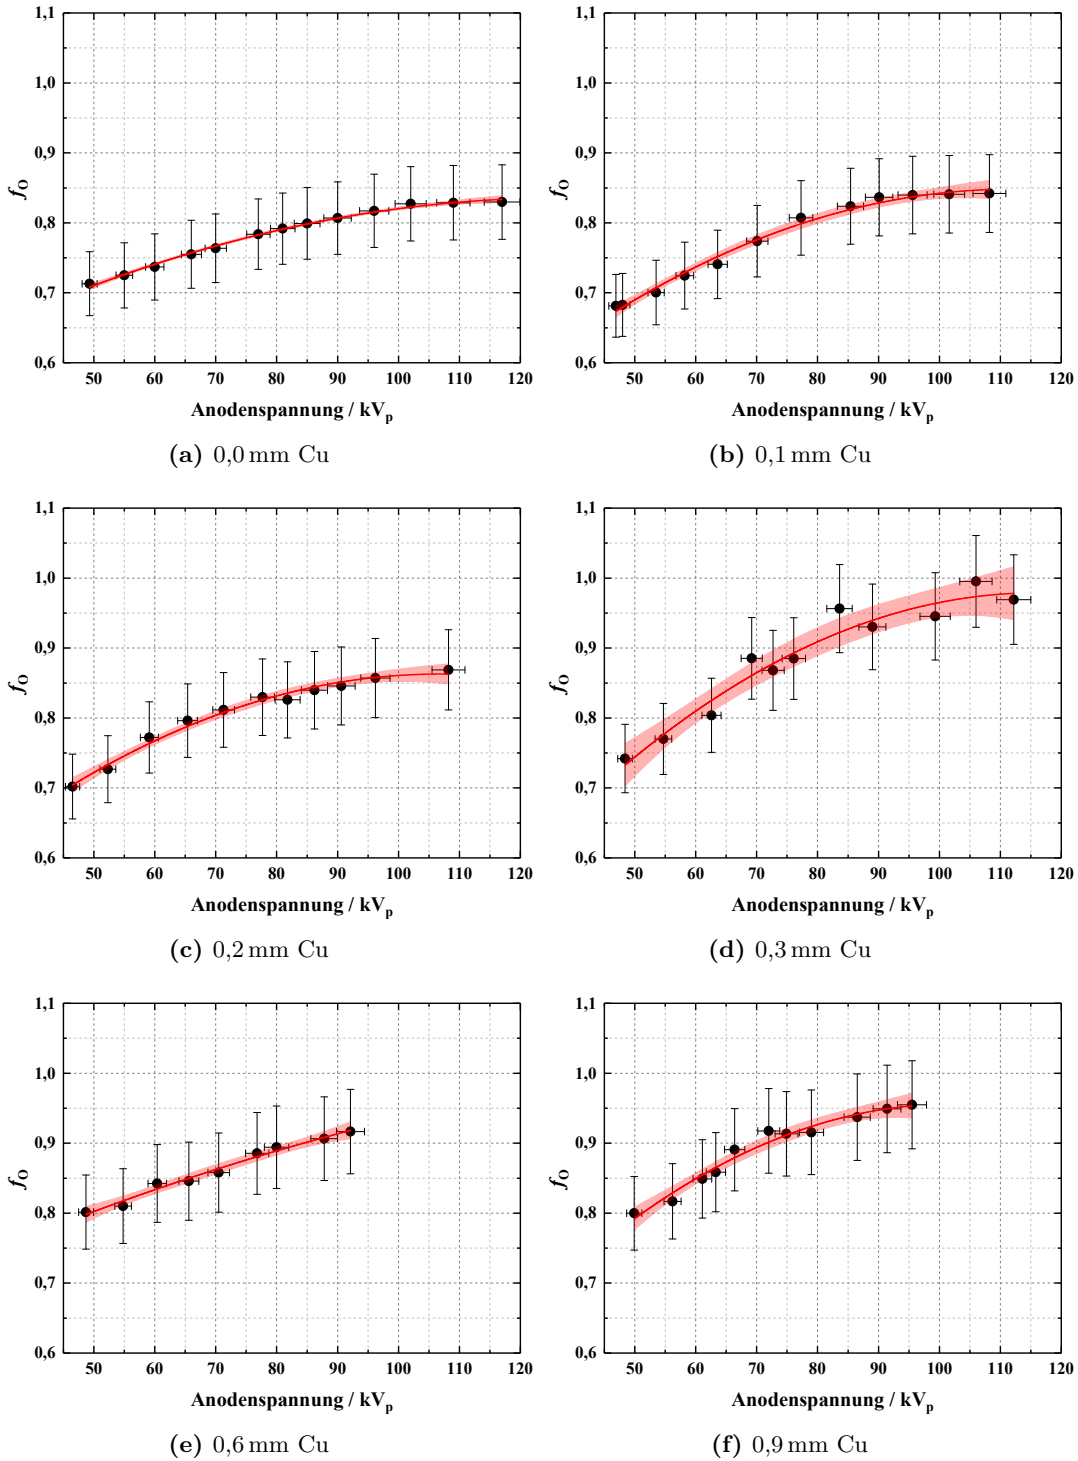 1,1
1,0
0,9
0,8
0,7
0,6
f_O
50 60 70 80 90 100 110 120
Anodenspannung / kV_p
(a) 0,0 mm Cu
1,1
1,0
0,9
0,8
0,7
0,6
f_O
50 60 70 80 90 100 110 120
Anodenspannung / kV_p
(b) 0,1 mm Cu
1,1
1,0
0,9
0,8
0,7
0,6
f_O
50 60 70 80 90 100 110 120
Anodenspannung / kV_p
(c) 0,2 mm Cu
1,1
1,0
0,9
0,8
0,7
0,6
f_O
50 60 70 80 90 100 110 120
Anodenspannung / kV_p
(d) 0,3 mm Cu
1,1
1,0
0,9
0,8
0,7
0,6
f_O
50 60 70 80 90 100 110 120
Anodenspannung / kV_p
(e) 0,6 mm Cu
1,1
1,0
0,9
0,8
0,7
0,6
f_O
50 60 70 80 90 100 110 120
Anodenspannung / kV_p
(f) 0,9 mm Cu